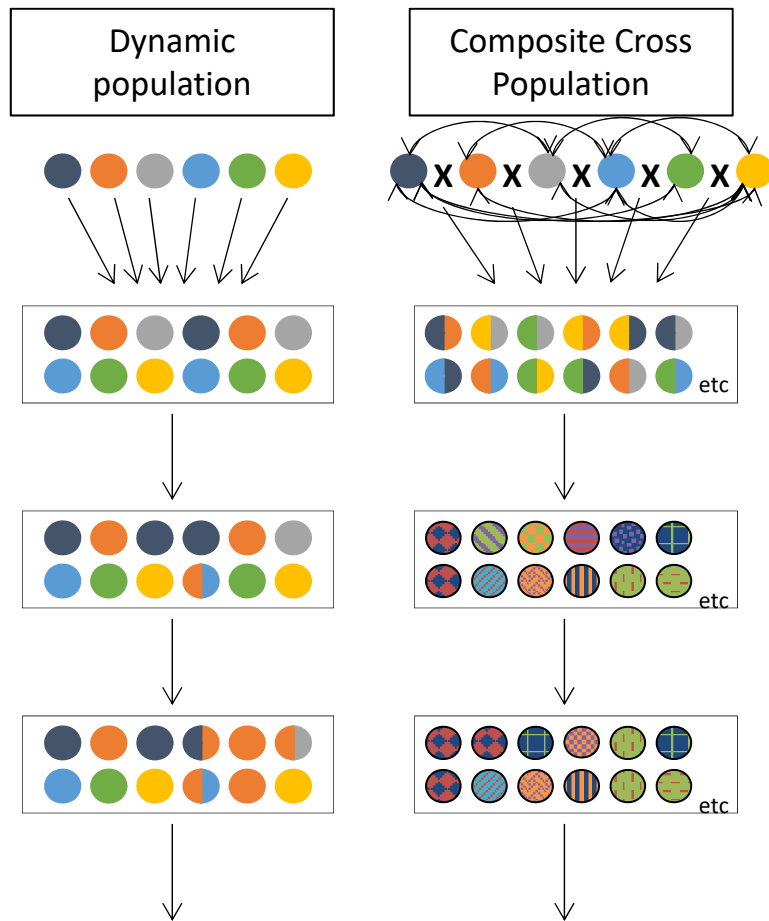 Dynamic
population
Composite Cross
Population
X X X X X
etc
etc
etc